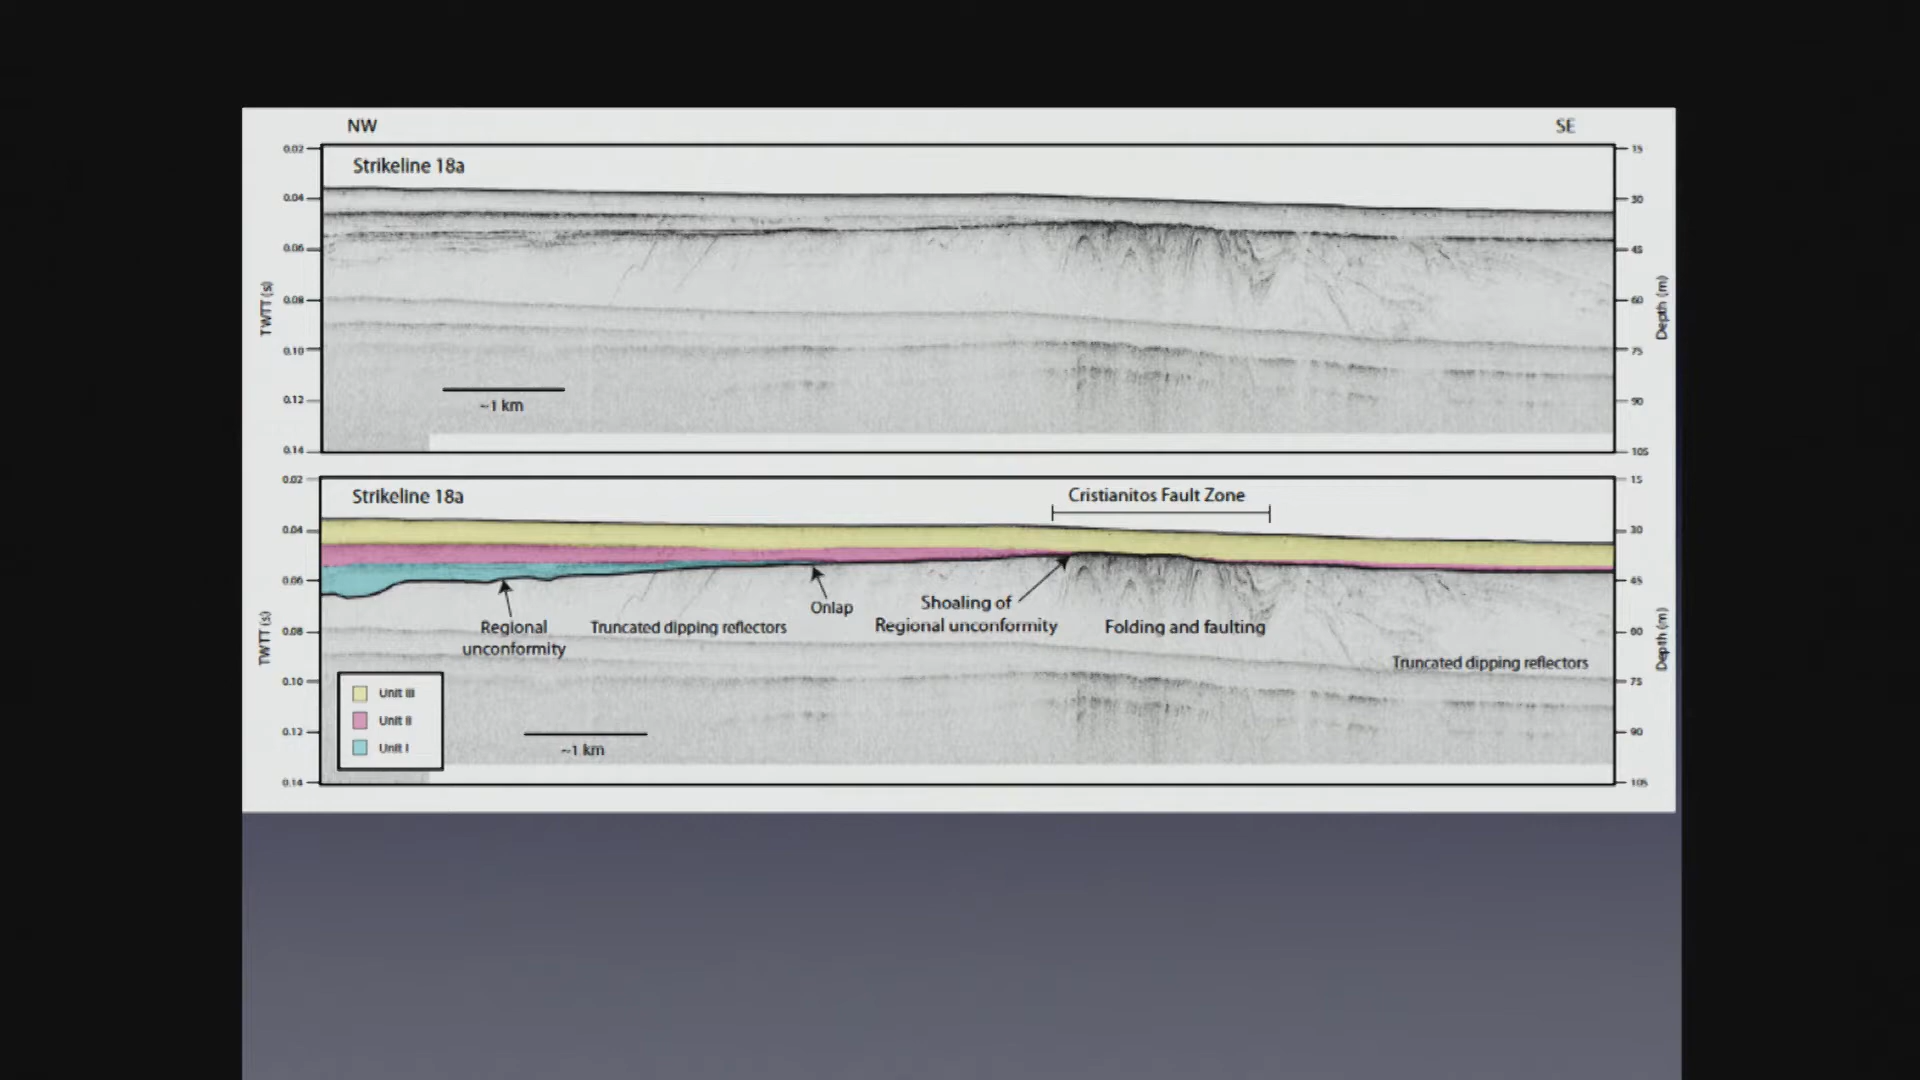 NW
SE
Strikeline 18a
0.02
0.04
0.06
0.08
0.10
0.12
0.14
TWTT (s)
15
30
45
60
75
90
105
Depth (m)
~1 km
Strikeline 18a
Cristianitos Fault Zone
0.02
0.04
0.06
0.08
0.10
0.12
0.14
TWTT (s)
15
30
45
60
75
90
105
Depth (m)
Onlap
Shoaling of
Regional unconformity
Regional
unconformity
Truncated dipping reflectors
Folding and faulting
Truncated dipping reflectors
Unit III
Unit II
Unit I
~1 km